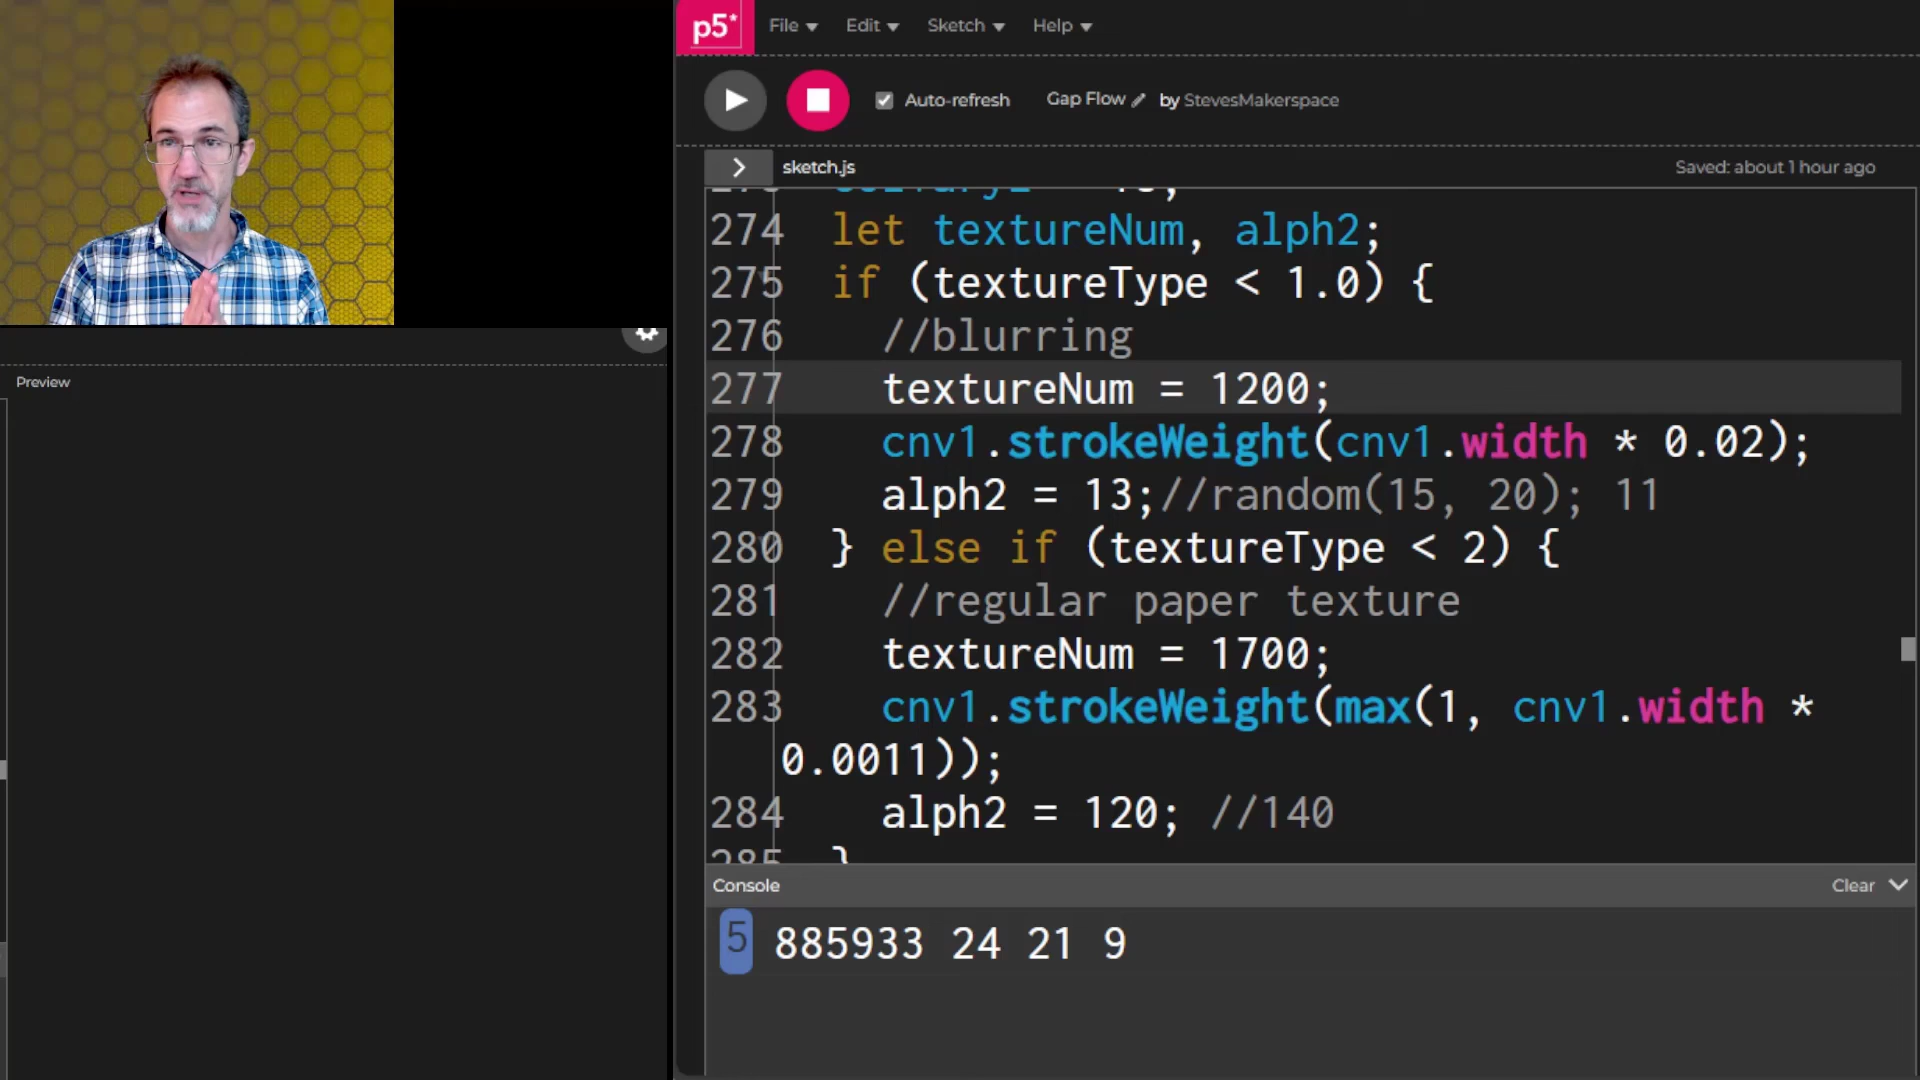 p5*
File
Edit
Sketch
Help
Auto-refresh
Gap Flow
by StevesMakerspace
sketch.js
Saved: about 1 hour ago
Preview
274 let textureNum, alph2;
275 if (textureType < 1.0) {
276 //blurring
277 textureNum = 1200;
278 cnv1.strokeWeight(cnv1.width * 0.02);
279 alph2 = 13;//random(15, 20); 11
280 } else if (textureType < 2) {
281 //regular paper texture
282 textureNum = 1700;
283 cnv1.strokeWeight(max(1, cnv1.width *
0.0011));
284 alph2 = 120; //140
285 }
Console
Clear
5 885933 24 21 9